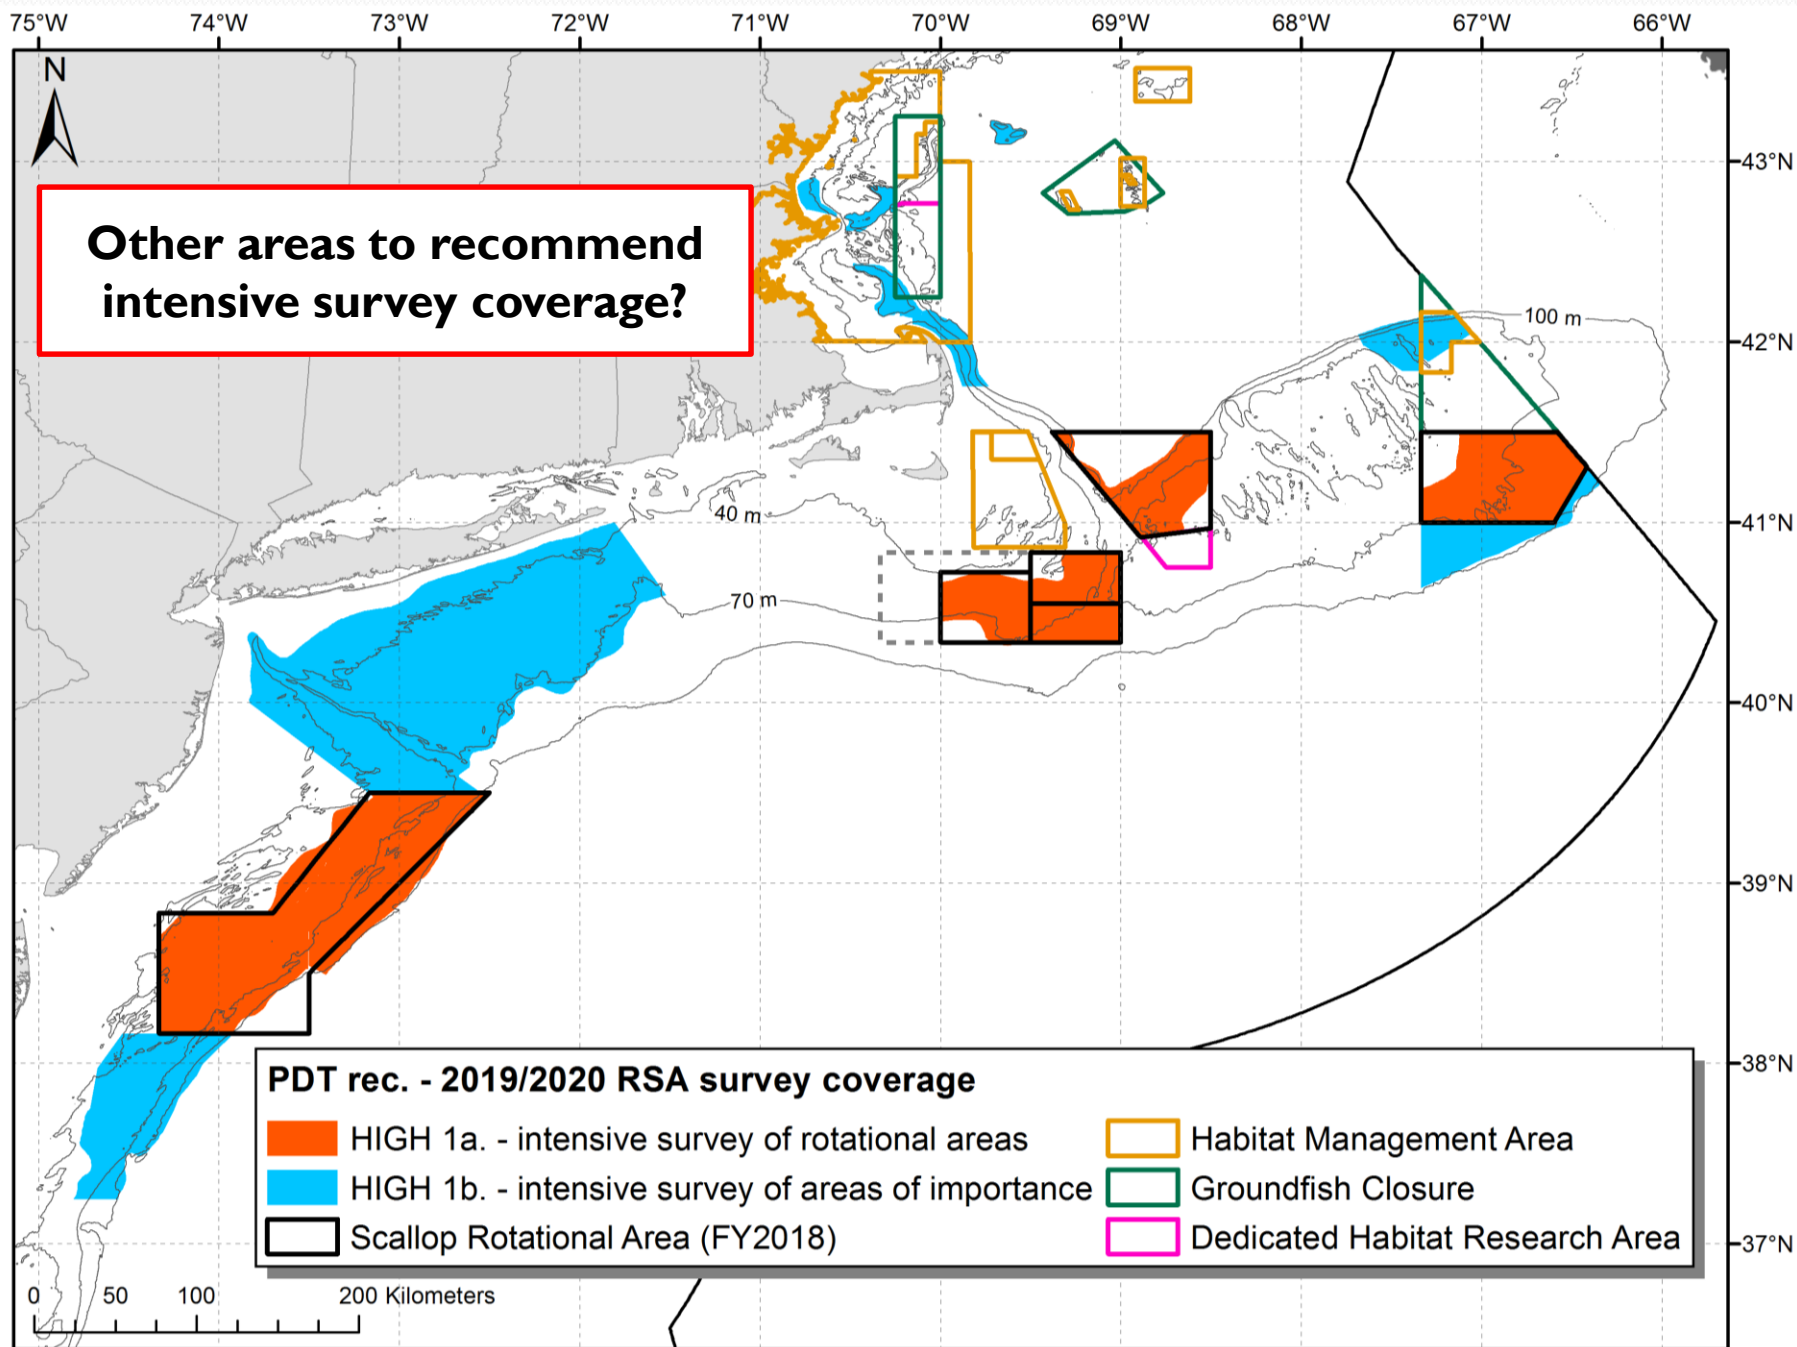 75°W 74°W 73°W 72°W 71°W 70°W 69°W 68°W 67°W 66°W
N
43°N
Other areas to recommend
intensive survey coverage?
100 m
42°N
40 m
41°N
70 m
40°N
39°N
38°N
PDT rec. - 2019/2020 RSA survey coverage
HIGH 1a. - intensive survey of rotational areas
Habitat Management Area
HIGH 1b. - intensive survey of areas of importance
Groundfish Closure
Scallop Rotational Area (FY2018)
Dedicated Habitat Research Area
37°N
0 50 100 200 Kilometers